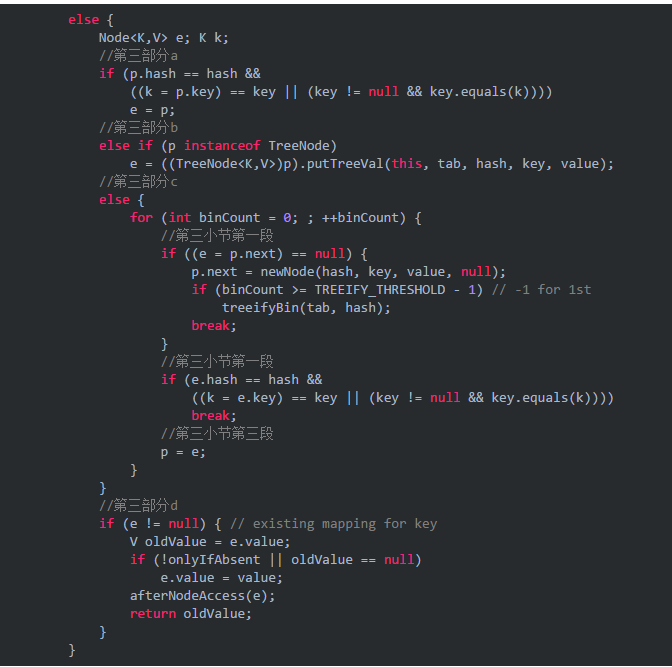 else {
Node<K,V> e; K k;
//第三部分a
if (p.hash == hash &&
((k = p.key) == key || (key != null && key.equals(k))))
e = p;
//第三部分b
else if (p instanceof TreeNode)
e = ((TreeNode<K,V>)p).putTreeVal(this, tab, hash, key, value);
//第三部分c
else {
for (int binCount = 0; ; ++binCount) {
//第三小节第一段
if ((e = p.next) == null) {
p.next = newNode(hash, key, value, null);
if (binCount >= TREEIFY_THRESHOLD - 1) // -1 for 1st
treeifyBin(tab, hash);
break;
}
//第三小节第一段
if (e.hash == hash &&
((k = e.key) == key || (key != null && key.equals(k))))
break;
//第三小节第三段
p = e;
}
}
//第三部分d
if (e != null) { // existing mapping for key
V oldValue = e.value;
if (!onlyIfAbsent || oldValue == null)
e.value = value;
afterNodeAccess(e);
return oldValue;
}
}